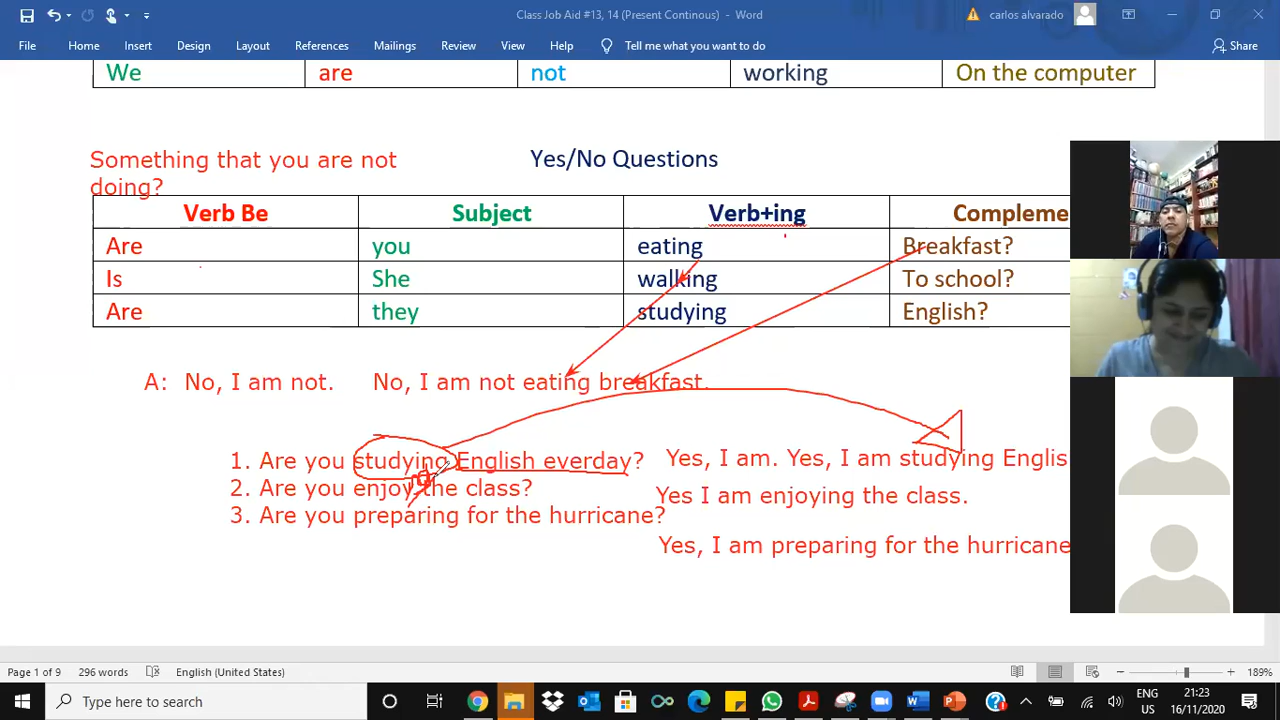 Class Job Aid #13, 14 (Present Continous) - Word
carlos alvarado
File Home Insert Design Layout References Mailings Review View Help Tell me what you want to do Share
We are not working On the computer
Something that you are not
doing?
Yes/No Questions
Verb Be Subject Verb+ing Compleme
Are you eating Breakfast?
Is She walking To school?
Are they studying English?
A: No, I am not. No, I am not eating breakfast.
1. Are you studying English everday? Yes, I am. Yes, I am studying Englis
2. Are you enjoy the class? Yes I am enjoying the class.
3. Are you preparing for the hurricane?
Yes, I am preparing for the hurricane
Page 1 of 9 296 words English (United States) 189%
Type here to search
ENG 21:23
US 16/11/2020